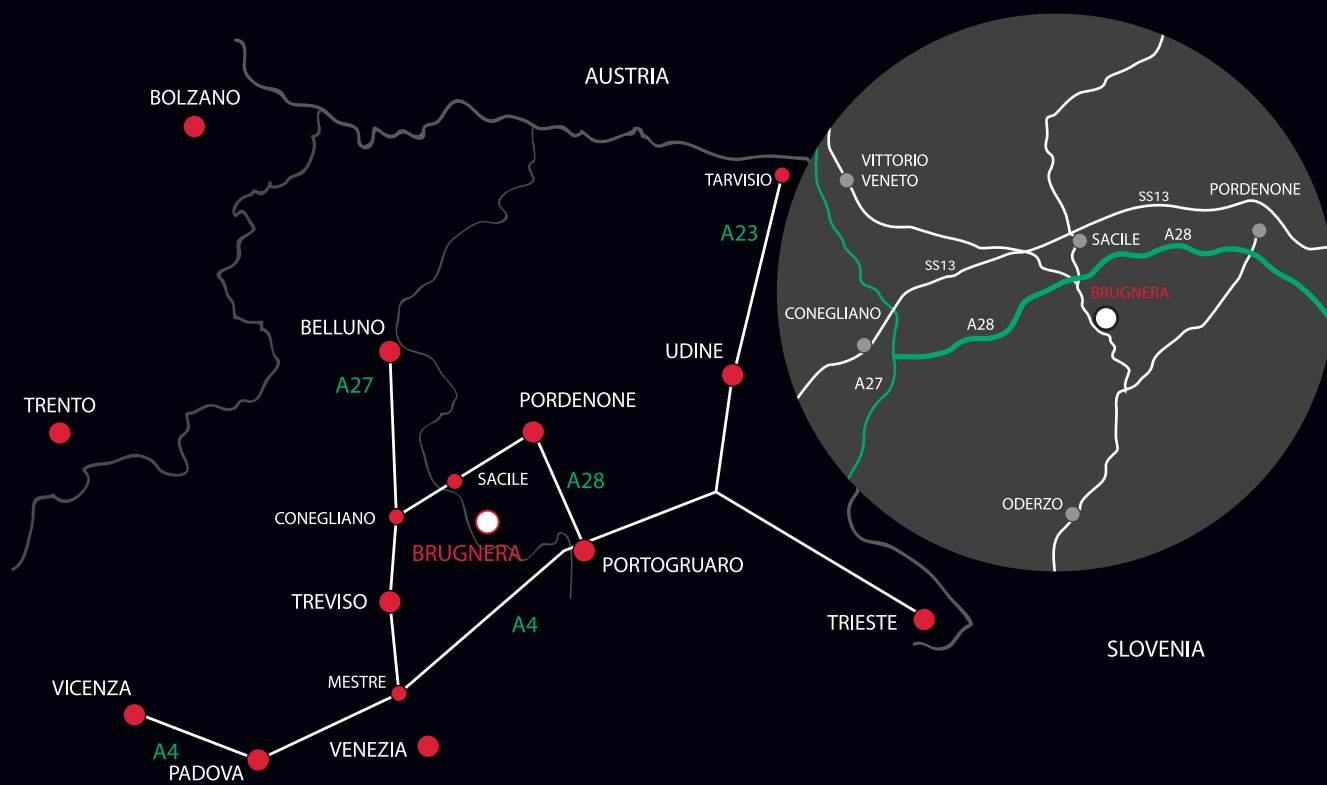 AUSTRIA
BOLZANO
TARVISIO
A23
BELLUNO
A27
UDINE
TRENTO
PORDENONE
SACILE
A28
CONEGLIANO
BRUGNERA
PORTOGRUARO
TREVISO
A4
TRIESTE
SLOVENIA
MESTRE
VICENZA
A4
VENEZIA
PADOVA
VITTORIO
VENETO
PORDENONE
SS13
SACILE
A28
SS13
BRUGNERA
CONEGLIANO
A28
A27
ODERZO